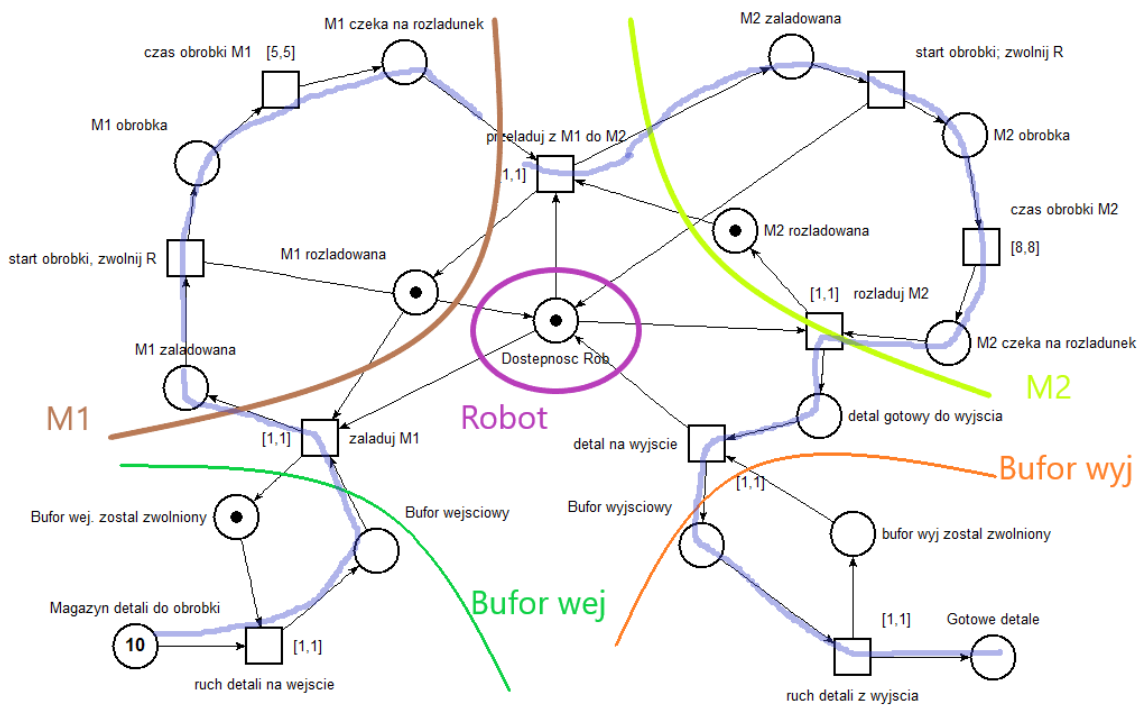 M1 czeka na rozladunek
M2 zaladowana
czas obrobki M1 [5,5]
start obrobki; zwolnij R
M1 obrobka
przeladuj z M1 do M2
M2 obrobka
[1,1]
czas obrobki M2
M2 rozladowana
[8,8]
start obrobki, zwolnij R
M1 rozladowana
[1,1] rozladuj M2
M1 zaladowana
Dostepnosc Rob
M2 czeka na rozladunek
M1
Robot
M2
detal gotowy do wyjscia
[1,1]
zaladuj M1
detal na wyjscie
Bufor wyj
[1,1]
Bufor wej. zostal zwolniony
Bufor wejsciowy
Bufor wyjsciowy
bufor wyj zostal zwolniony
Bufor wej
Magazyn detali do obrobki
10
[1,1]
[1,1]
Gotowe detale
ruch detali na wejscie
ruch detali z wyjscia